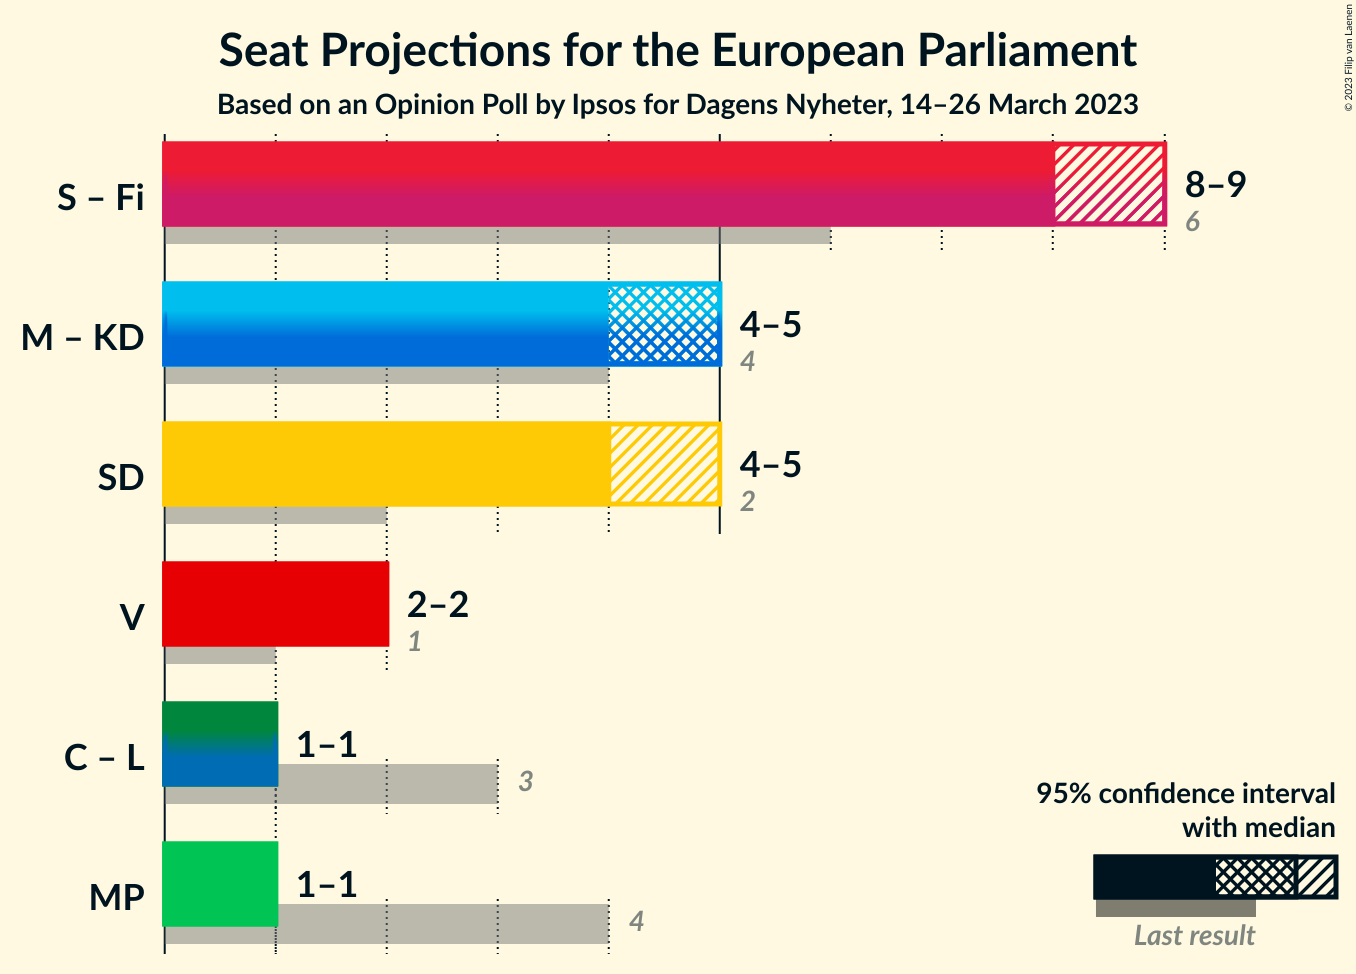 Seat Projections for the European Parliament
Based on an Opinion Poll by Ipsos for Dagens Nyheter, 14–26 March 2023
© 2023 Filip van Laenen
S – Fi
8–9
6
M – KD
4–5
4
SD
4–5
2
V
2–2
1
C – L
1–1
3
MP
1–1
4
95% confidence interval
with median
Last result